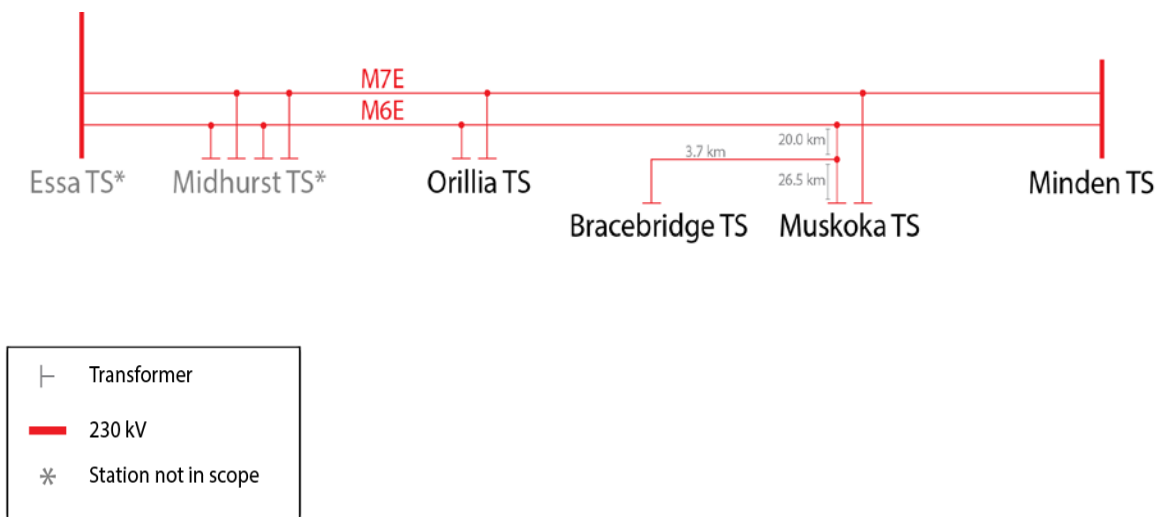 M7E
M6E
20.0 km
3.7 km
26.5 km
Essa TS*
Midhurst TS*
Orillia TS
Minden TS
Bracebridge TS
Muskoka TS
Transformer
230 kV
* Station not in scope